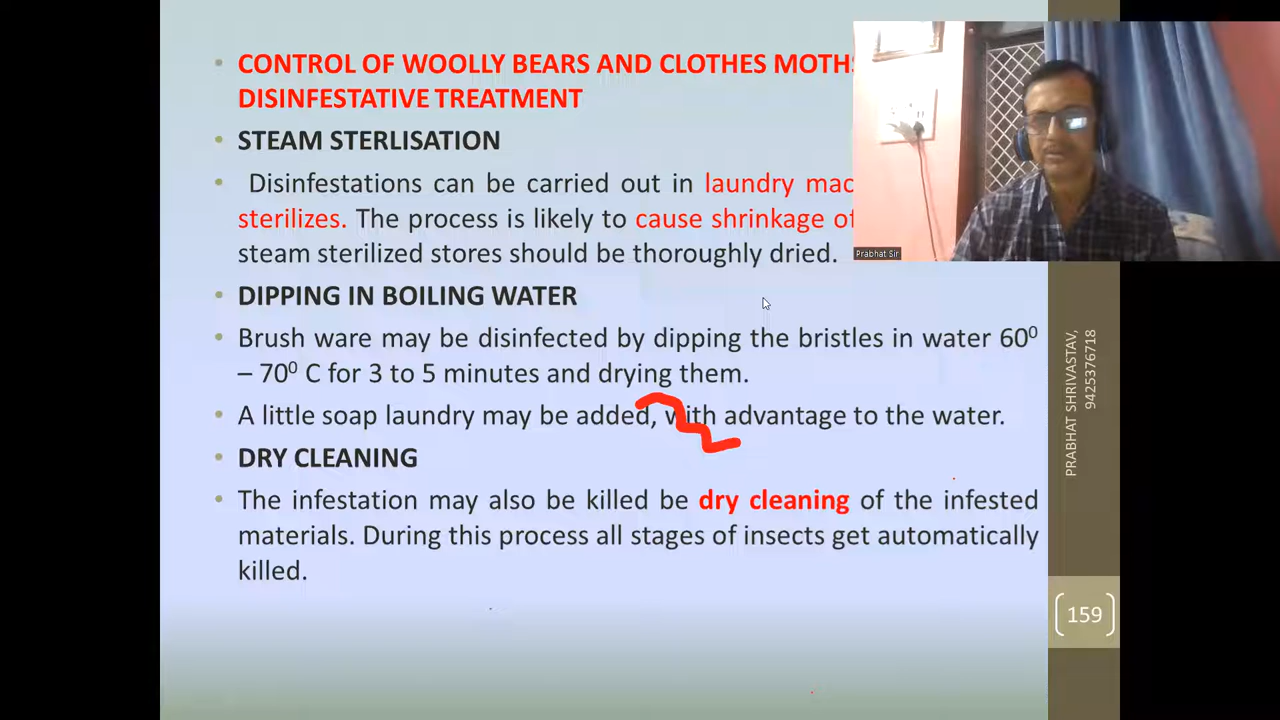 CONTROL OF WOOLLY BEARS AND CLOTHES
DISINFESTATIVE TREATMENT
STEAM STERLISATION
Disinfestations can be carried out in laundry
sterilizes. The process is likely to cause shrinkage
steam sterilized stores should be thoroughly dried.
DIPPING IN BOILING WATER
Brush ware may be disinfected by dipping the bristles in water 60⁰
– 70⁰ C for 3 to 5 minutes and drying them.
A little soap laundry may be added, with advantage to the water.
DRY CLEANING
The infestation may also be killed be dry cleaning of the infested
materials. During this process all stages of insects get automatically
killed.
Prabhat Sir
PRABHAT SHRIVASTAV,
9425376718
159